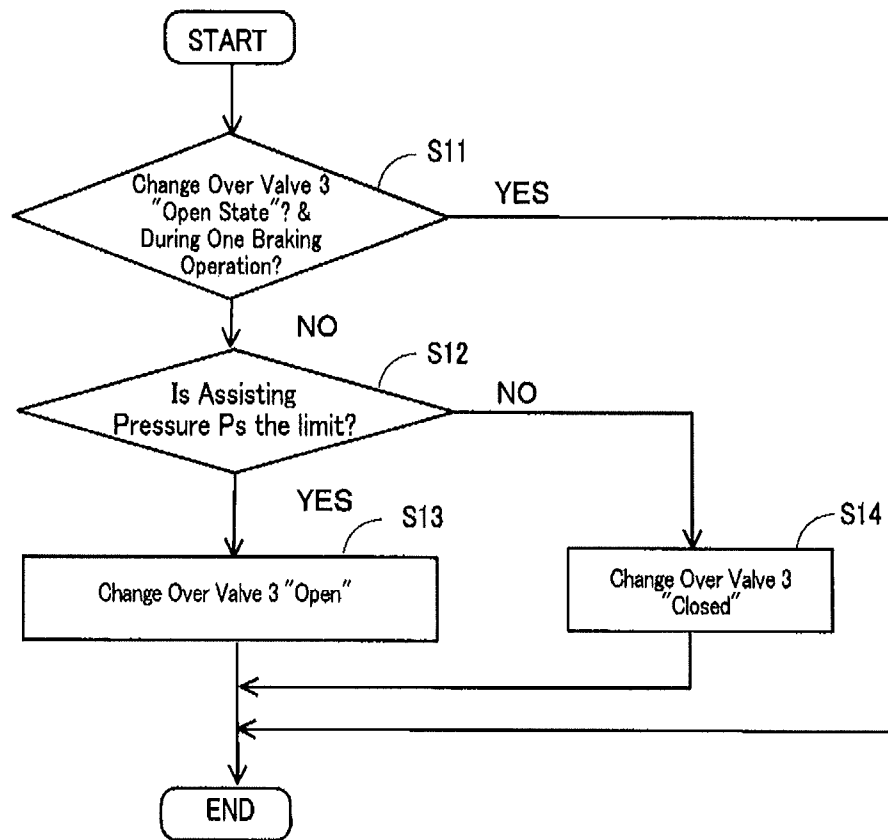 START
S11
Change Over Valve 3
"Open State"? &
During One Braking
Operation?
YES
NO
S12
Is Assisting
Pressure Ps the limit?
NO
YES
S13
S14
Change Over Valve 3 "Open"
Change Over Valve 3
"Closed"
END